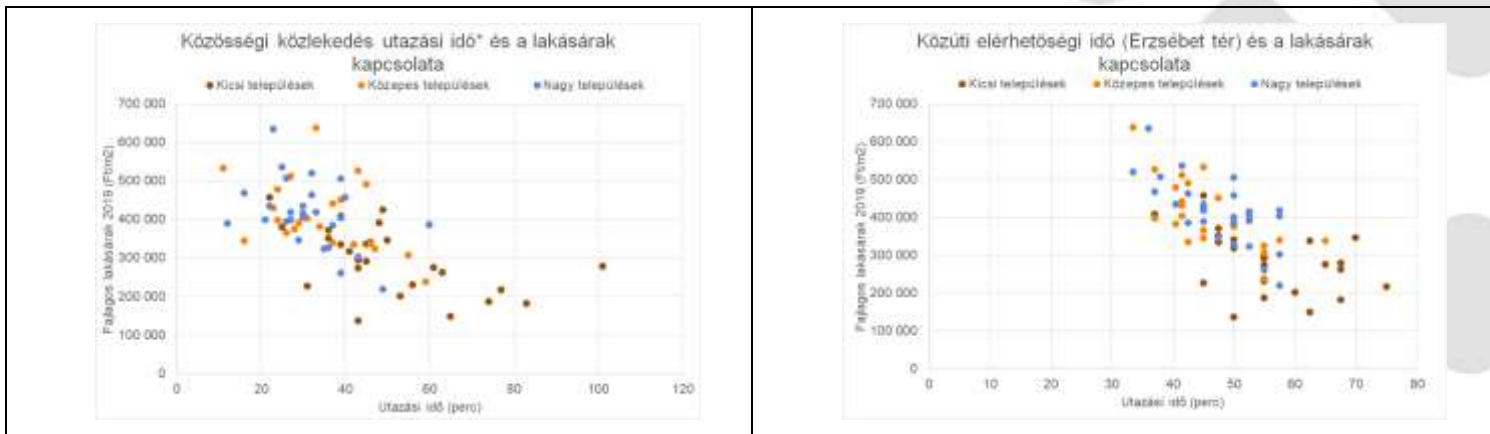 Közösségi közlekedés utazási idő* és a lakásárak
kapcsolata
Kicsi települések Közepes települések Nagy települések
Fajlagos lakásárak 2019 (Ft/m2)
700 000
600 000
500 000
400 000
300 000
200 000
100 000
0
0 20 40 60 80 100 120
Utazási idő (perc)
Közúti elérhetőségi idő (Erzsébet tér) és a lakásárak
kapcsolata
Kicsi települések Közepes települések Nagy települések
Fajlagos lakásárak 2019 (Ft/m2)
700 000
600 000
500 000
400 000
300 000
200 000
100 000
0
0 10 20 30 40 50 60 70 80
Utazási idő (perc)